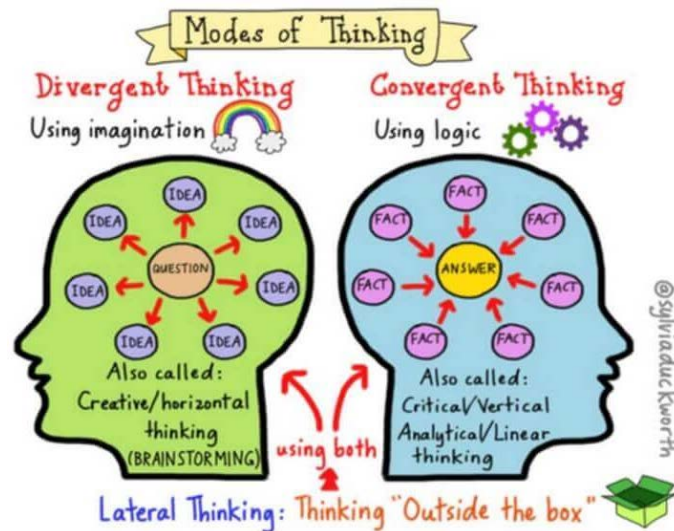 Modes of Thinking
Divergent Thinking
Using imagination
IDEA
IDEA
IDEA
IDEA
IDEA
IDEA
IDEA
QUESTION
Also called:
Creative/horizontal
thinking
(BRAINSTORMING)
Convergent Thinking
Using logic
FACT
FACT
FACT
FACT
FACT
FACT
FACT
ANSWER
Also called:
Critical/Vertical
Analytical/Linear
thinking
using both
Lateral Thinking: Thinking "Outside the box"
@sylviaduckworth